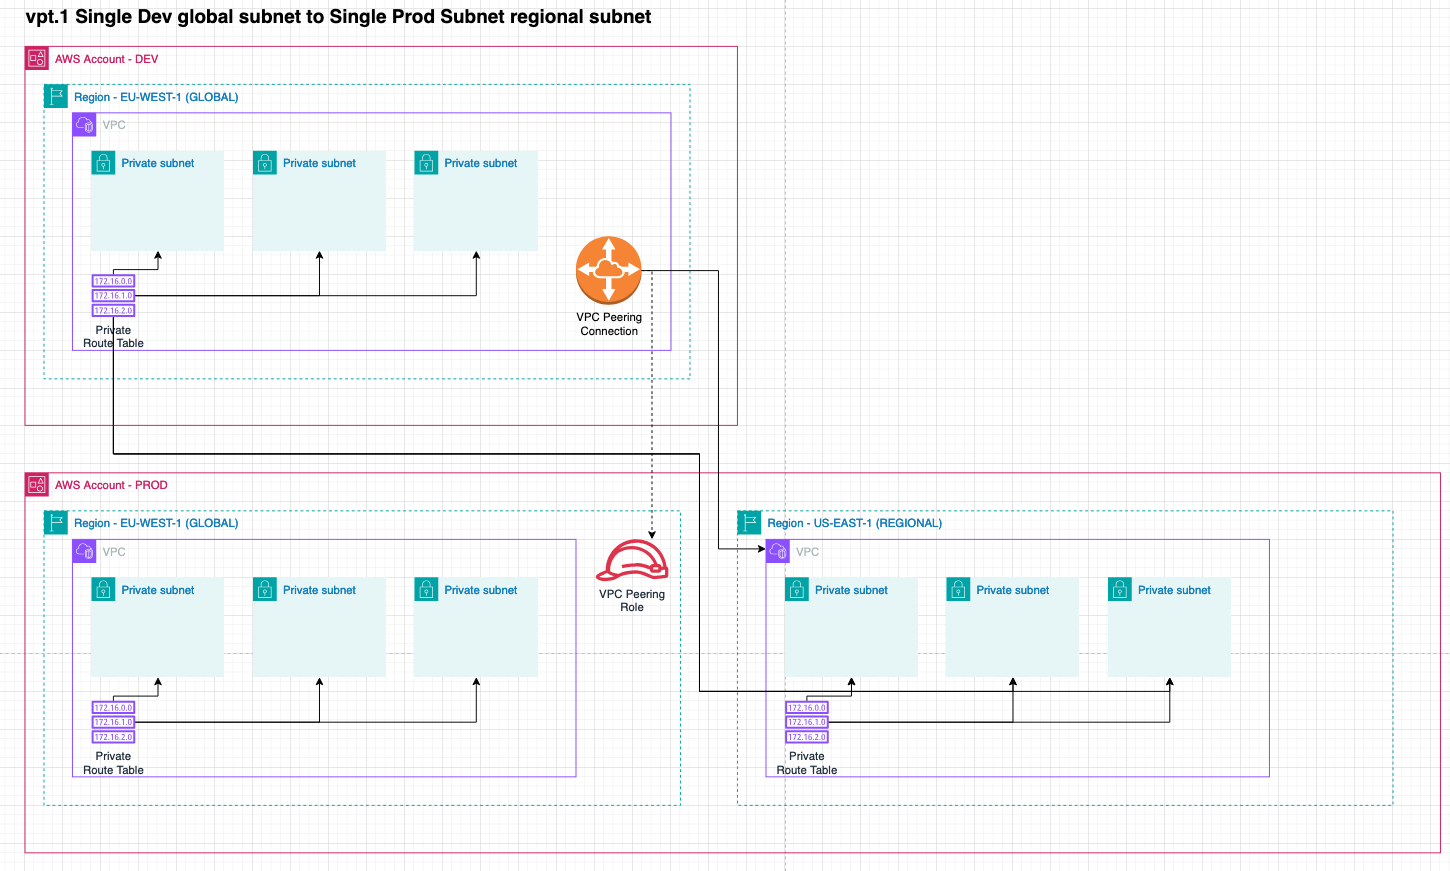 vpt.1 Single Dev global subnet to Single Prod Subnet regional subnet
AWS Account - DEV
Region - EU-WEST-1 (GLOBAL)
VPC
Private subnet
Private subnet
Private subnet
172.16.0.0
172.16.1.0
172.16.2.0
Private
Route Table
VPC Peering
Connection
AWS Account - PROD
Region - EU-WEST-1 (GLOBAL)
VPC
Private subnet
Private subnet
Private subnet
172.16.0.0
172.16.1.0
172.16.2.0
Private
Route Table
VPC Peering
Role
Region - US-EAST-1 (REGIONAL)
VPC
Private subnet
Private subnet
Private subnet
172.16.0.0
172.16.1.0
172.16.2.0
Private
Route Table